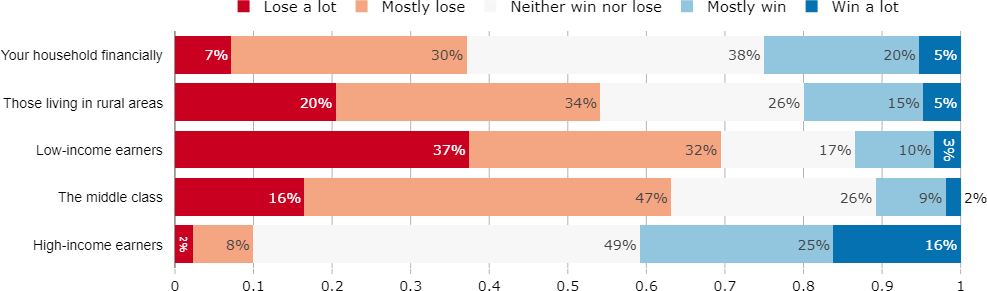 Lose a lot Mostly lose Neither win nor lose Mostly win Win a lot
Your household financially 7% 30% 38% 20% 5%
Those living in rural areas 20% 34% 26% 15% 5%
Low-income earners 37% 32% 17% 10% 3%
The middle class 16% 47% 26% 9% 2%
High-income earners 2% 8% 49% 25% 16%
0 0.1 0.2 0.3 0.4 0.5 0.6 0.7 0.8 0.9 1